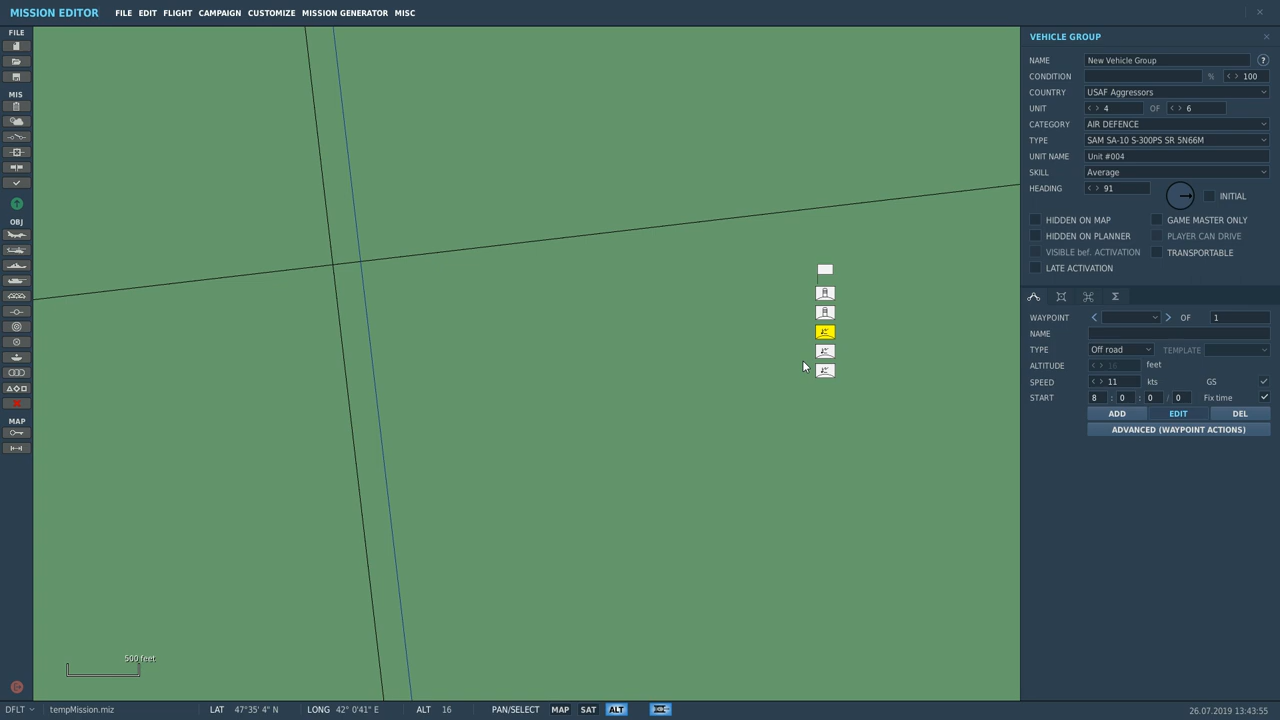 MISSION EDITOR
FILE EDIT FLIGHT CAMPAIGN CUSTOMIZE MISSION GENERATOR MISC
FILE
MIS
OBJ
MAP
500 feet
VEHICLE GROUP
NAME New Vehicle Group ?
CONDITION % < > 100
COUNTRY USAF Aggressors
UNIT < > 4 OF < > 6
CATEGORY AIR DEFENCE
TYPE SAM SA-10 S-300PS SR 5N66M
UNIT NAME Unit #004
SKILL Average
HEADING < > 91 INITIAL
HIDDEN ON MAP GAME MASTER ONLY
HIDDEN ON PLANNER PLAYER CAN DRIVE
VISIBLE bef. ACTIVATION TRANSPORTABLE
LATE ACTIVATION
WAYPOINT < > OF 1
NAME
TYPE Off road TEMPLATE
ALTITUDE < > 16 feet
SPEED < > 11 kts GS
START 8 : 0 : 0 / 0 Fix time
ADD EDIT DEL
ADVANCED (WAYPOINT ACTIONS)
DFLT tempMission.miz LAT 47°35' 4" N LONG 42° 0'41" E ALT 16 PAN/SELECT MAP SAT ALT 26.07.2019 13:43:55